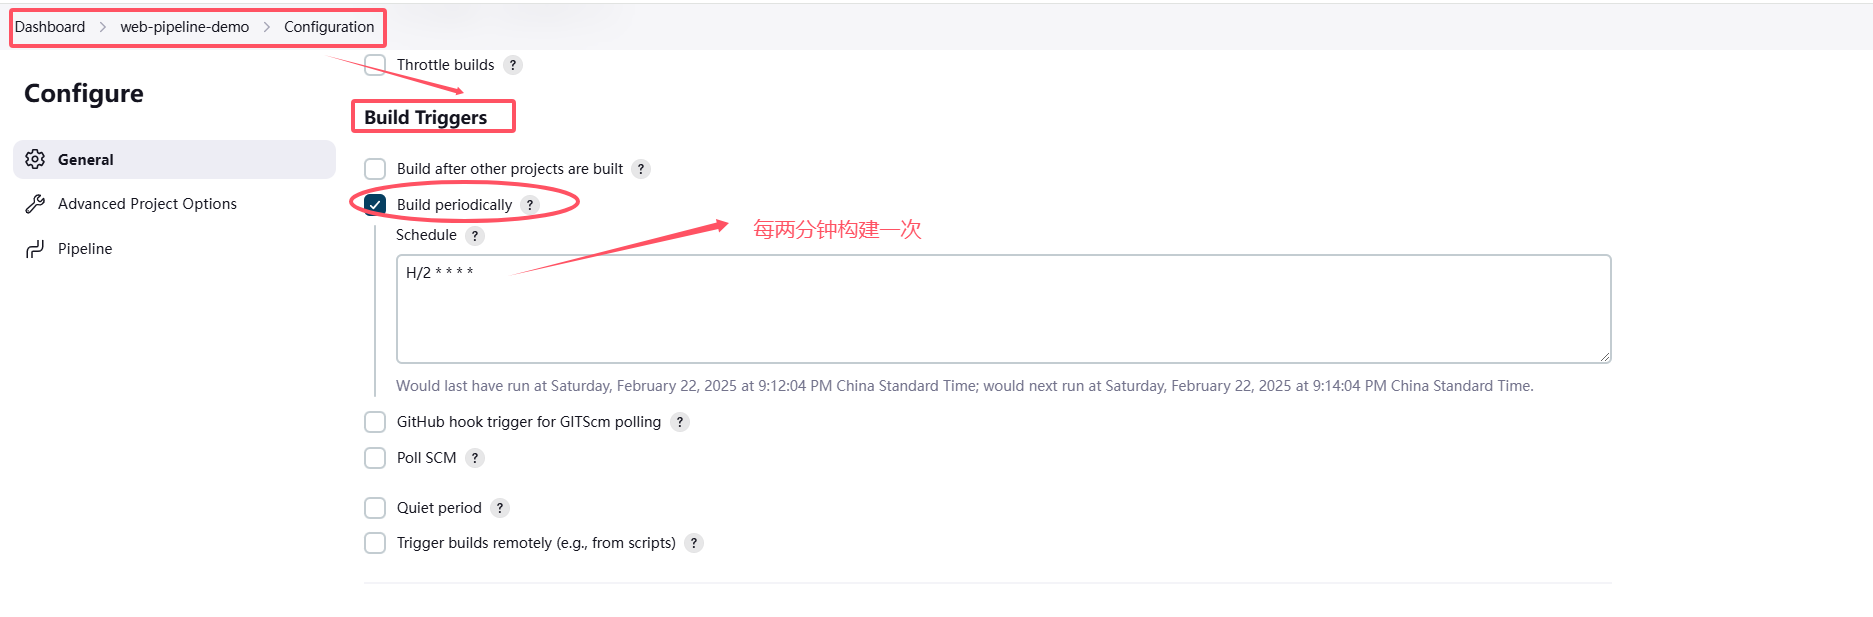 Dashboard > web-pipeline-demo > Configuration
Configure
General
Advanced Project Options
Pipeline
Throttle builds ?
Build Triggers
Build after other projects are built ?
Build periodically ?
Schedule ?
每两分钟构建一次
H/2 * * * *
Would last have run at Saturday, February 22, 2025 at 9:12:04 PM China Standard Time; would next run at Saturday, February 22, 2025 at 9:14:04 PM China Standard Time.
GitHub hook trigger for GITScm polling ?
Poll SCM ?
Quiet period ?
Trigger builds remotely (e.g., from scripts) ?